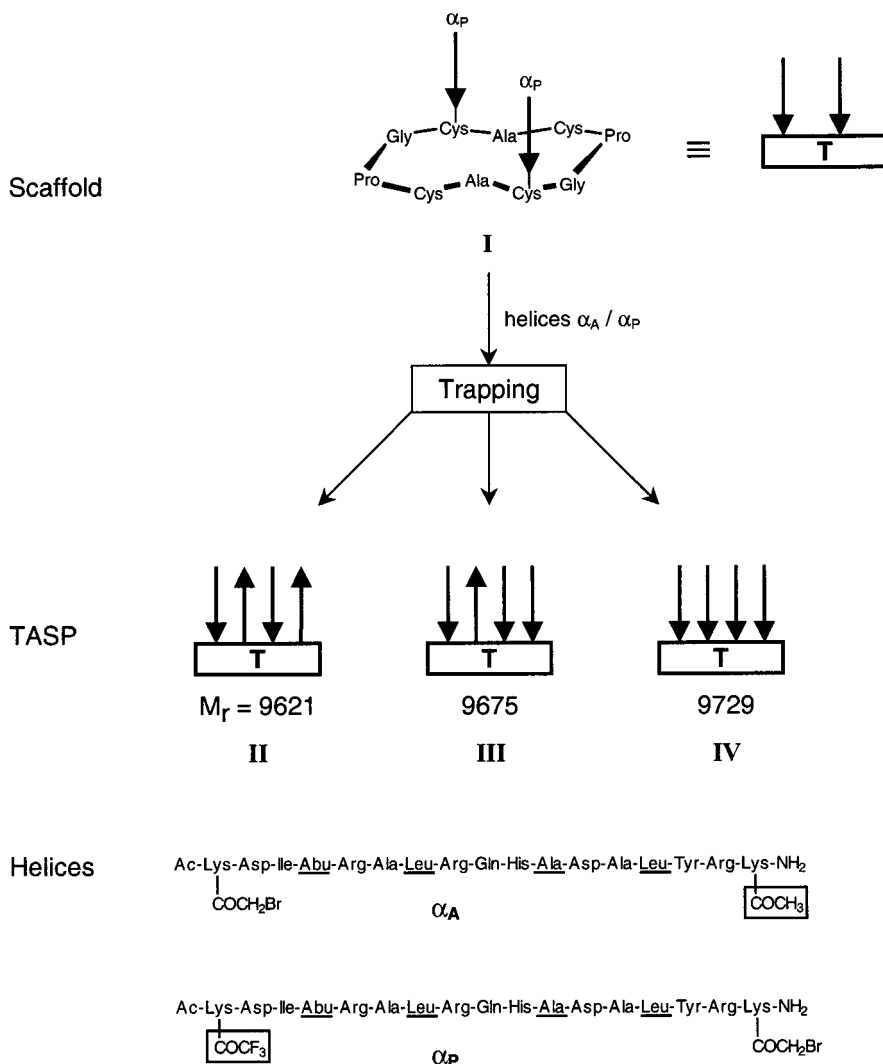 αP
αP
Gly Cys Ala Cys Pro
Pro Cys Ala Cys Gly
≡
T
Scaffold
I
helices αA / αP
Trapping
TASP
T
T
T
Mr = 9621
9675
9729
II
III
IV
Helices
Ac-Lys-Asp-Ile-Abu-Arg-Ala-Leu-Arg-Gln-His-Ala-Asp-Ala-Leu-Tyr-Arg-Lys-NH2
COCH2Br
αA
COCH3
Ac-Lys-Asp-Ile-Abu-Arg-Ala-Leu-Arg-Gln-His-Ala-Asp-Ala-Leu-Tyr-Arg-Lys-NH2
COCF3
αP
COCH2Br